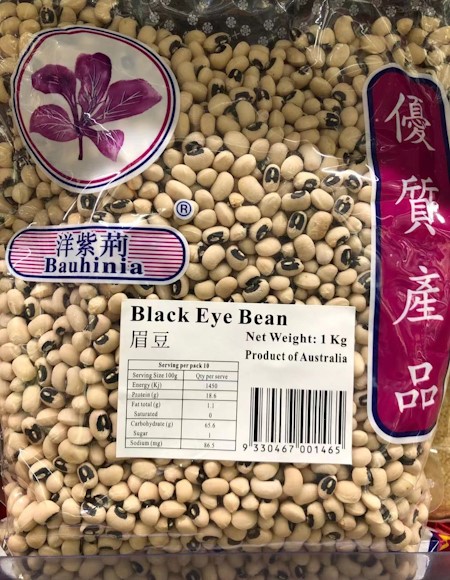 ®
洋紫荊
Bauhinia
優質產品
Black Eye Bean
眉豆
Net Weight: 1 Kg
Product of Australia
Serving per pack 10
Serving Size 100g Qty per serve
Energy (Kj) 1450
Protein (g) 18.6
Fat total (g) 1.1
Saturated 0
Carbohydrate (g) 65.6
Sugar
Sodium (mg) 86.5
9 330467 001465